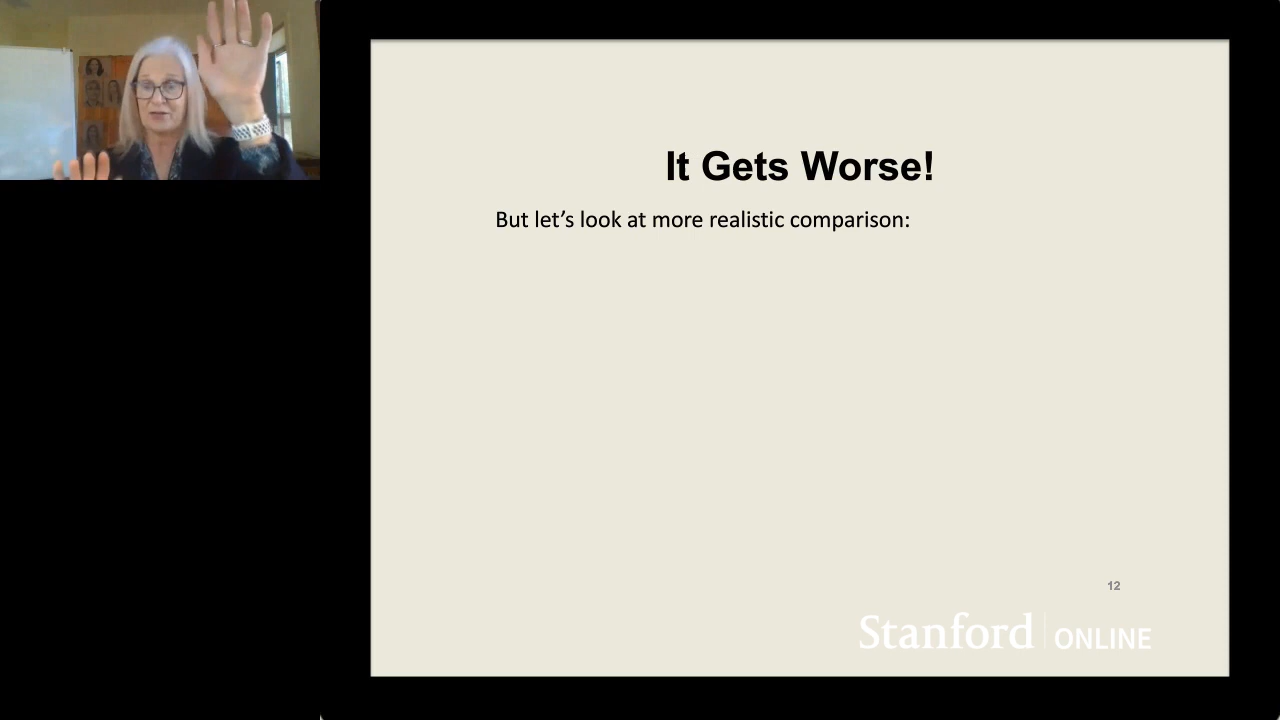 It Gets Worse!
But let’s look at more realistic comparison:
12
Stanford ONLINE